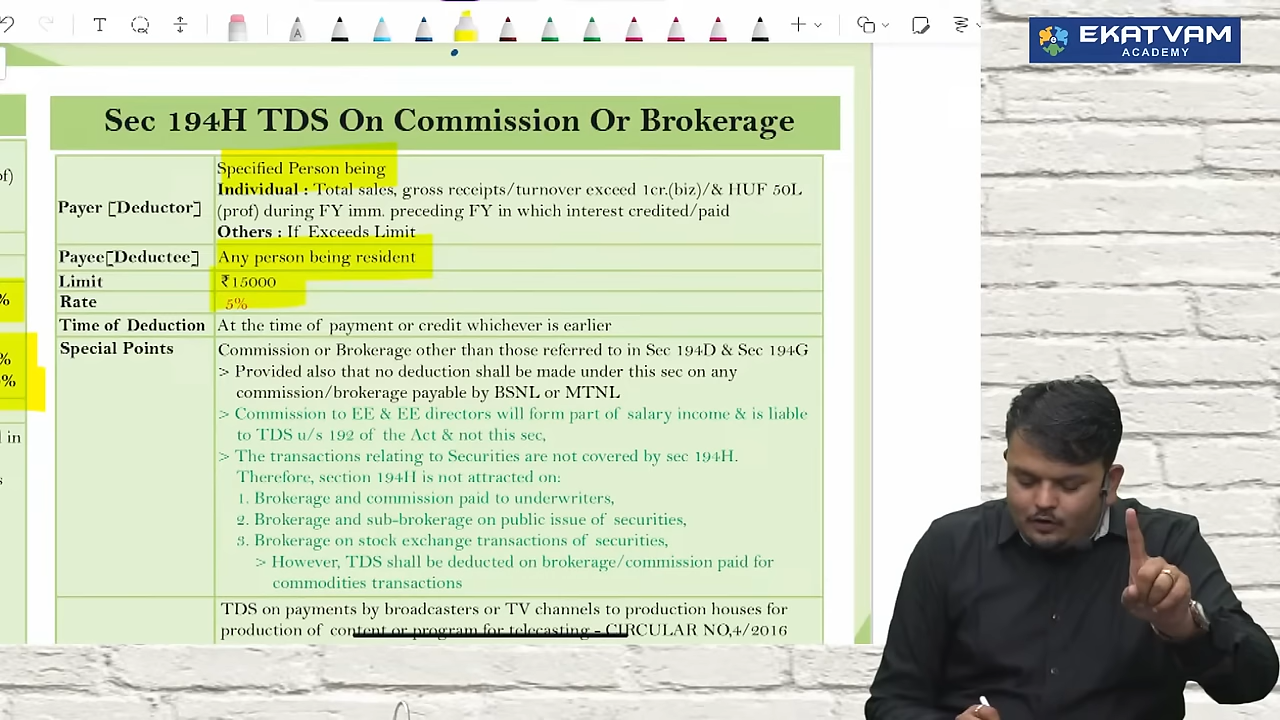 EKATVAM
ACADEMY
Sec 194H TDS On Commission Or Brokerage
of)
Specified Person being
Individual : Total sales, gross receipts/turnover exceed 1cr.(biz)/& HUF 50L
Payer [Deductor]
(prof) during FY imm. preceding FY in which interest credited/paid
Others : If Exceeds Limit
Payee[Deductee] Any person being resident
Limit ₹15000
% Rate 5%
Time of Deduction At the time of payment or credit whichever is earlier
Special Points Commission or Brokerage other than those referred to in Sec 194D & Sec 194G
%
> Provided also that no deduction shall be made under this sec on any
%
commission/brokerage payable by BSNL or MTNL
> Commission to EE & EE directors will form part of salary income & is liable
to TDS u/s 192 of the Act & not this sec,
in
> The transactions relating to Securities are not covered by sec 194H.
Therefore, section 194H is not attracted on:
s
1. Brokerage and commission paid to underwriters,
2. Brokerage and sub-brokerage on public issue of securities,
3. Brokerage on stock exchange transactions of securities,
> However, TDS shall be deducted on brokerage/commission paid for
commodities transactions
TDS on payments by broadcasters or TV channels to production houses for
production of content or program for telecasting - CIRCULAR NO,4/2016